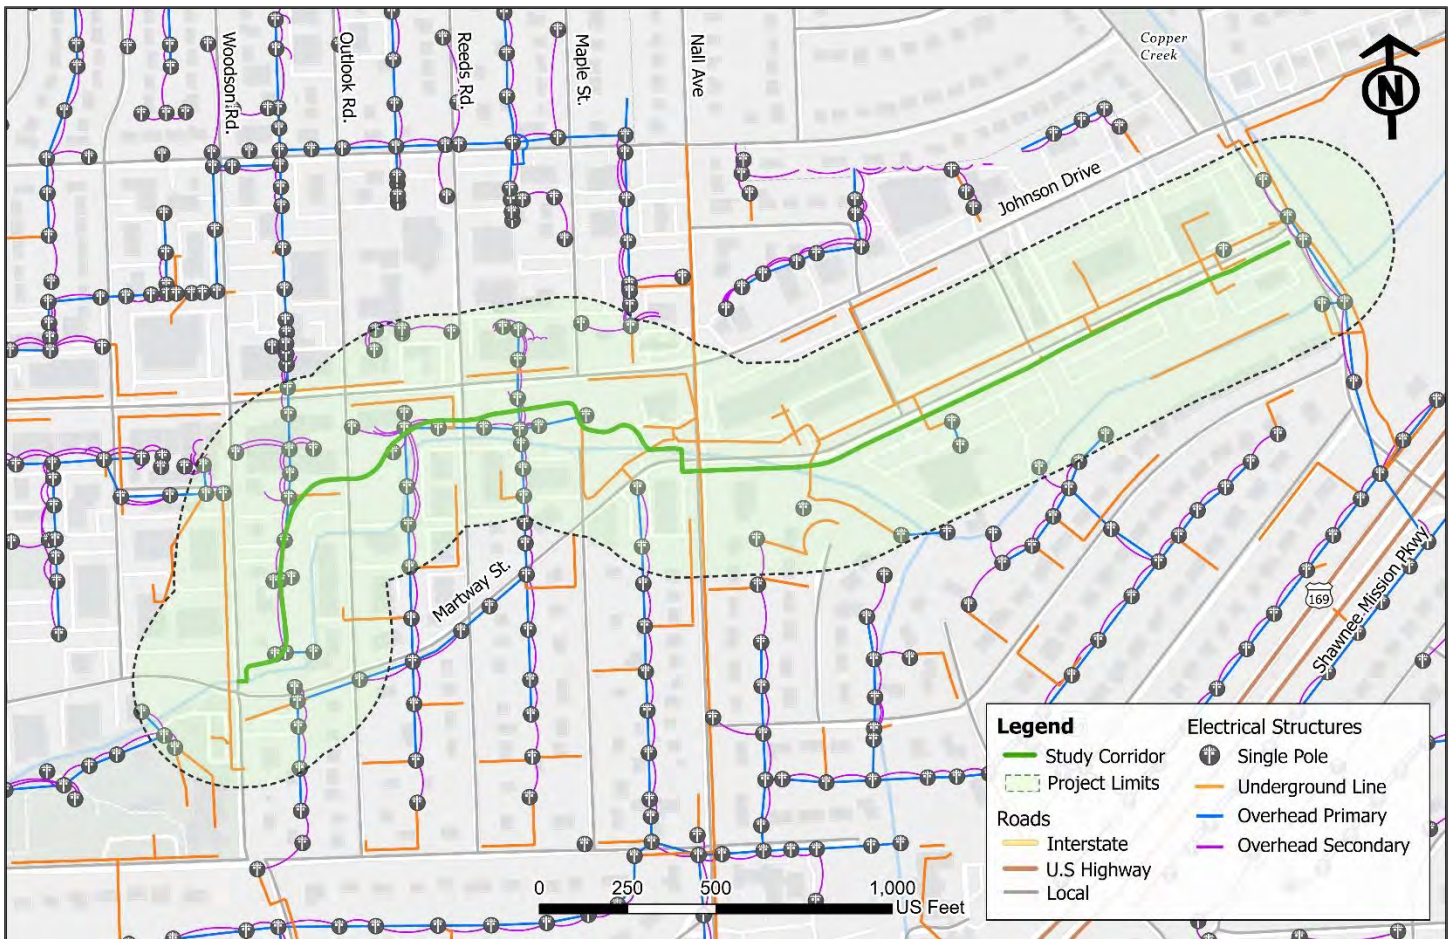 Copper
Creek
N
Woodson Rd.
Outlook Rd.
Reeds Rd.
Maple St.
Nall Ave
Johnson Drive
Martway St.
169
Shawnee Mission Pkwy
Legend
Study Corridor
Project Limits
Roads
Interstate
U.S Highway
Local
Electrical Structures
Single Pole
Underground Line
Overhead Primary
Overhead Secondary
0 250 500 1,000
US Feet